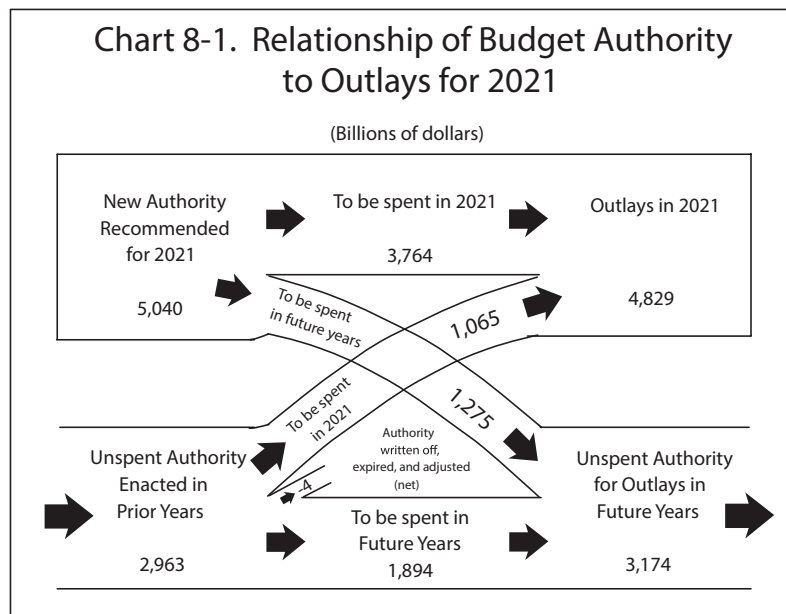 Chart 8-1. Relationship of Budget Authority
to Outlays for 2021
(Billions of dollars)
New Authority
Recommended
for 2021
5,040
To be spent in 2021
3,764
Outlays in 2021
4,829
To be spent
in future years
1,065
To be spent
in 2021
1,275
Authority
written off,
expired, and adjusted
(net)
-4
Unspent Authority
Enacted in
Prior Years
2,963
To be spent in
Future Years
1,894
Unspent Authority
for Outlays in
Future Years
3,174